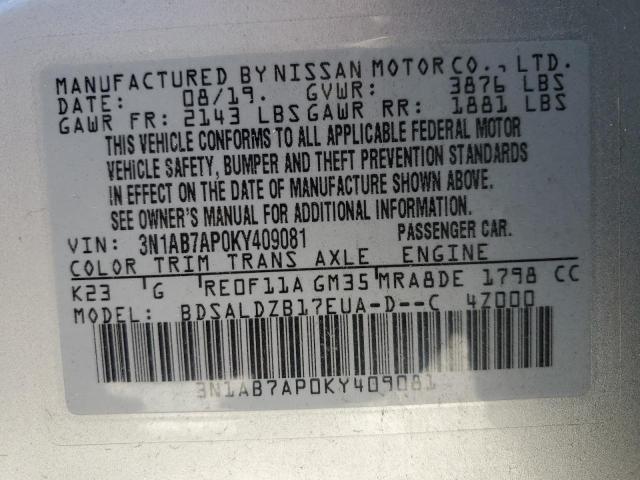 MANUFACTURED BY NISSAN MOTOR CO., LTD.
DATE: 08/19. GVWR: 3876 LBS
GAWR FR: 2143 LBS GAWR RR: 1881 LBS
THIS VEHICLE CONFORMS TO ALL APPLICABLE FEDERAL MOTOR
VEHICLE SAFETY, BUMPER AND THEFT PREVENTION STANDARDS
IN EFFECT ON THE DATE OF MANUFACTURE SHOWN ABOVE.
SEE OWNER'S MANUAL FOR ADDITIONAL INFORMATION.
VIN: 3N1AB7AP0KY409081 PASSENGER CAR.
COLOR TRIM TRANS AXLE ENGINE
K23 G RE0F11A GM35 MRA8DE 1798 CC
MODEL: BDSALDZB17EUA-D--C 4Z000
3N1AB7AP0KY409081